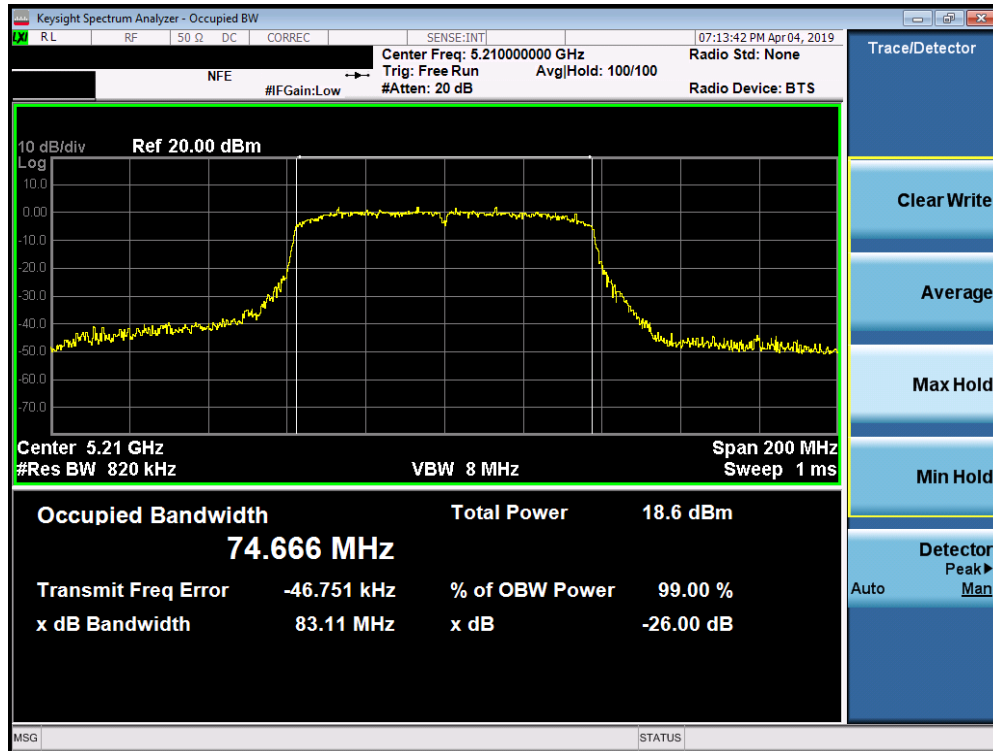 Keysight Spectrum Analyzer - Occupied BW
LXI RL RF 50 Ω DC CORREC SENSE:INT 07:13:42 PM Apr 04, 2019
Center Freq: 5.210000000 GHz Radio Std: None
NFE Trig: Free Run Avg|Hold: 100/100
#IFGain:Low #Atten: 20 dB Radio Device: BTS
10 dB/div Ref 20.00 dBm
Log
10.0
0.00
-10.0
-20.0
-30.0
-40.0
-50.0
-60.0
-70.0
Center 5.21 GHz Span 200 MHz
#Res BW 820 kHz VBW 8 MHz Sweep 1 ms
Occupied Bandwidth Total Power 18.6 dBm
74.666 MHz
Transmit Freq Error -46.751 kHz % of OBW Power 99.00 %
x dB Bandwidth 83.11 MHz x dB -26.00 dB
MSG STATUS
Trace/Detector
Clear Write
Average
Max Hold
Min Hold
Detector
Peak▶
Auto Man